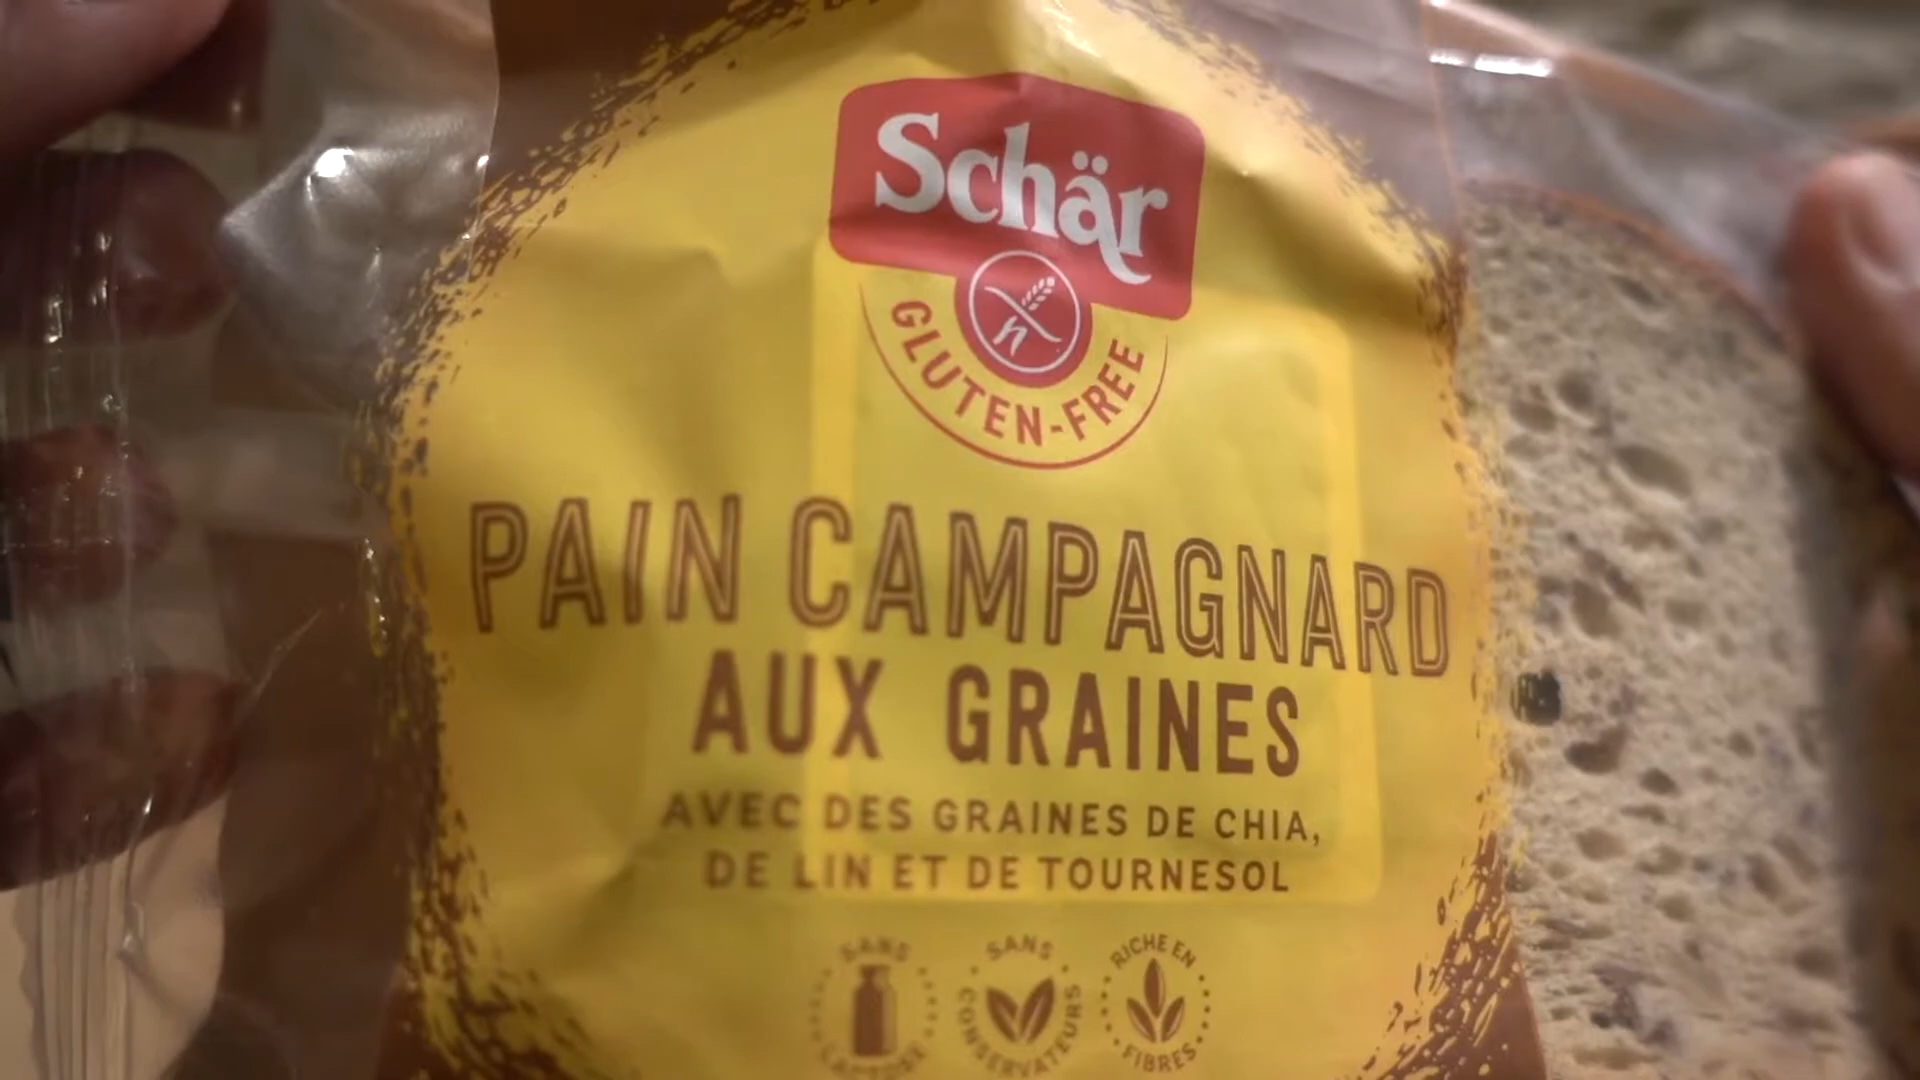 Schär
GLUTEN-FREE
PAIN CAMPAGNARD
AUX GRAINES
AVEC DES GRAINES DE CHIA,
DE LIN ET DE TOURNESOL
SANS LACTOSE
SANS CONSERVATEURS
RICHE EN FIBRES